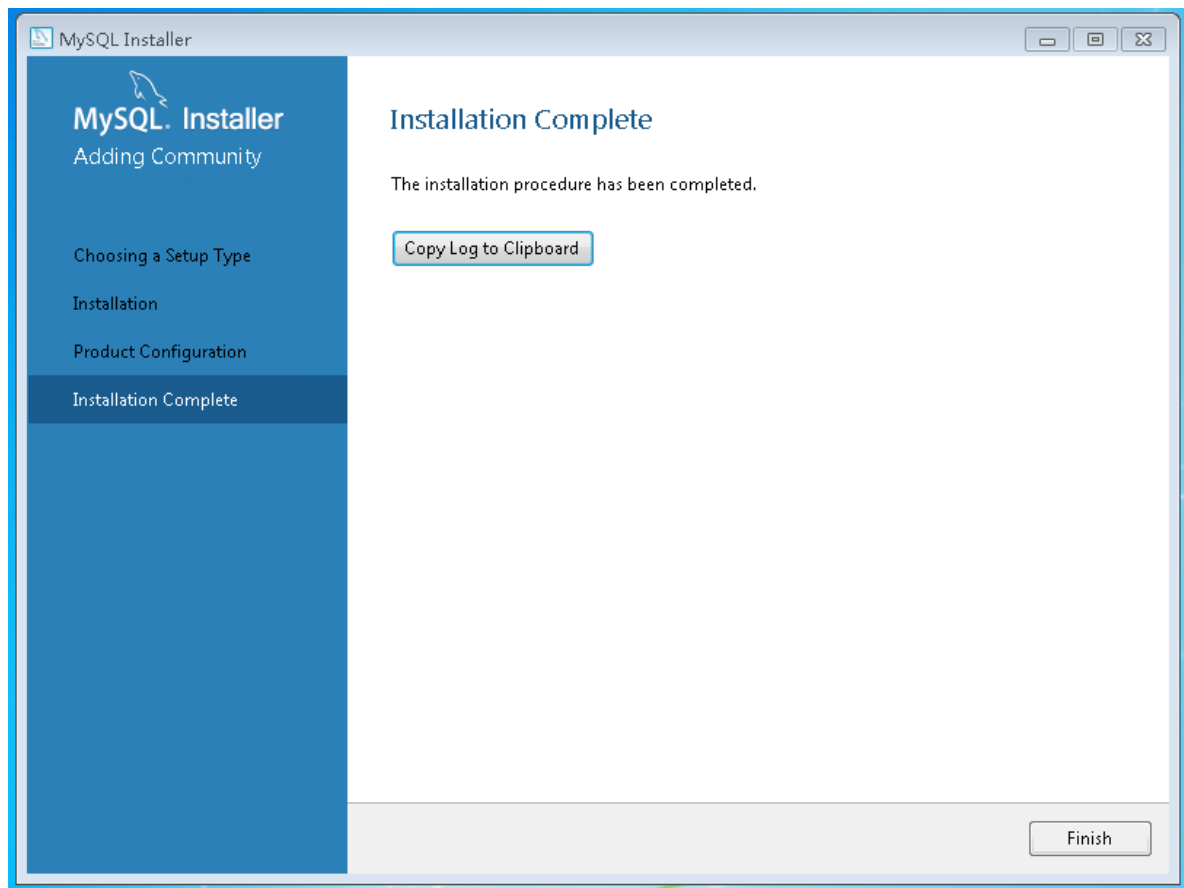 MySQL Installer
MySQL. Installer
Adding Community
Choosing a Setup Type
Installation
Product Configuration
Installation Complete
Installation Complete
The installation procedure has been completed.
Copy Log to Clipboard
Finish